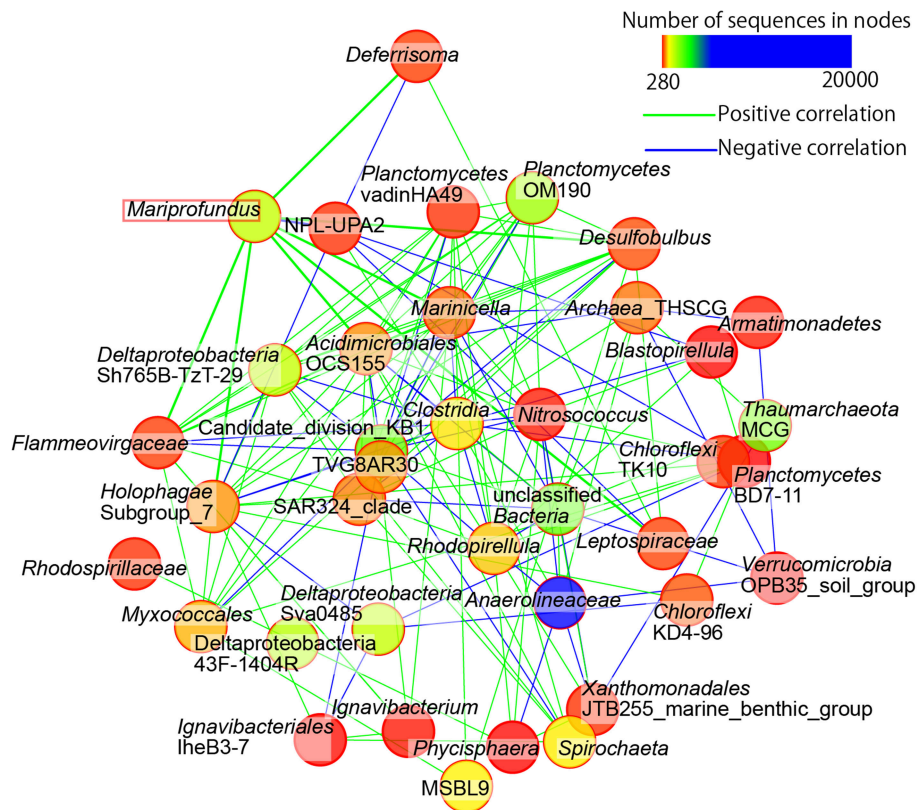 Number of sequences in nodes
280 20000
Positive correlation
Negative correlation
Deferrisoma
Planctomycetes
vadinHA49
Planctomycetes
OM190
Mariprofundus
NPL-UPA2
Desulfobulbus
Marinicella
Archaea_THSCG
Armatimonadetes
Acidimicrobiales
OCS155
Blastopirellula
Deltaproteobacteria
Sh765B-TzT-29
Clostridia
Nitrosococcus
Thaumarchaeota
MCG
Candidate_division_KB1
Flammeovirgaceae
TVG8AR30
Chloroflexi
TK10
Planctomycetes
BD7-11
Holophagae
Subgroup_7
SAR324_clade
unclassified
Bacteria
Rhodopirellula
Leptospiraceae
Rhodospirillaceae
Verrucomicrobia
OPB35_soil_group
Deltaproteobacteria
Sva0485
Anaerolineaceae
Chloroflexi
KD4-96
Myxococcales
Deltaproteobacteria
43F-1404R
Xanthomonadales
JTB255_marine_benthic_group
Ignavibacterium
Ignavibacteriales
IheB3-7
Phycisphaera
Spirochaeta
MSBL9